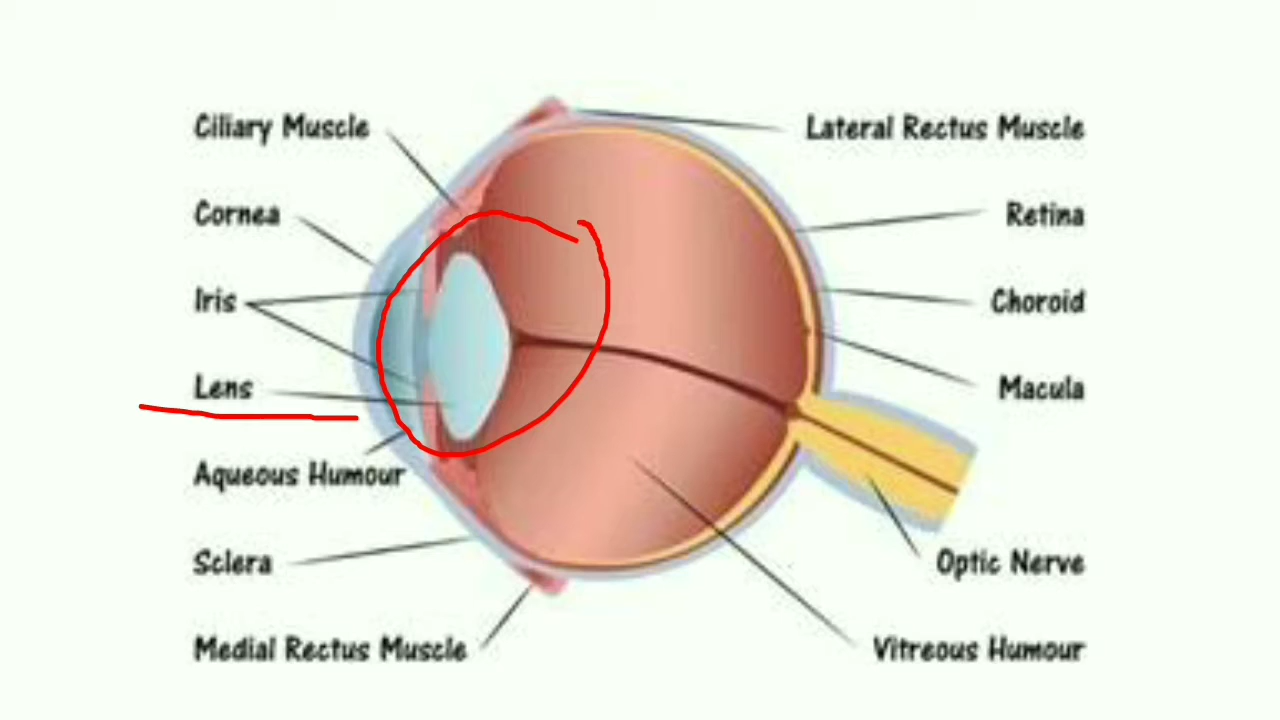 Ciliary Muscle
Cornea
Iris
Lens
Aqueous Humour
Sclera
Medial Rectus Muscle
Lateral Rectus Muscle
Retina
Choroid
Macula
Optic Nerve
Vitreous Humour